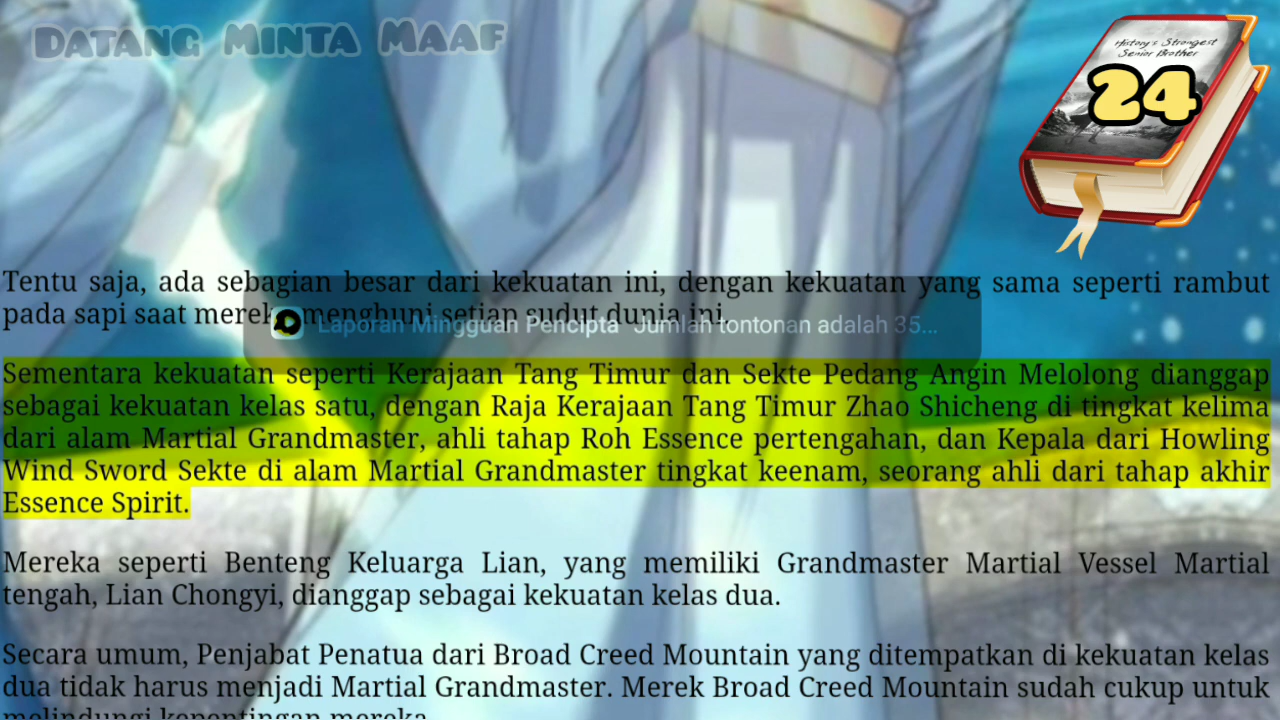 Datang Minta Maaf
History's Strongest
Senior Brother
24
Tentu saja, ada sebagian besar dari kekuatan ini, dengan kekuatan yang sama seperti rambut
pada sapi saat mereka menghuni setiap sudut dunia ini.
Laporan Mingguan Pencipta Jumlah tontonan adalah 35...
Sementara kekuatan seperti Kerajaan Tang Timur dan Sekte Pedang Angin Melolong dianggap
sebagai kekuatan kelas satu, dengan Raja Kerajaan Tang Timur Zhao Shicheng di tingkat kelima
dari alam Martial Grandmaster, ahli tahap Roh Essence pertengahan, dan Kepala dari Howling
Wind Sword Sekte di alam Martial Grandmaster tingkat keenam, seorang ahli dari tahap akhir
Essence Spirit.
Mereka seperti Benteng Keluarga Lian, yang memiliki Grandmaster Martial Vessel Martial
tengah, Lian Chongyi, dianggap sebagai kekuatan kelas dua.
Secara umum, Penjabat Penatua dari Broad Creed Mountain yang ditempatkan di kekuatan kelas
dua tidak harus menjadi Martial Grandmaster. Merek Broad Creed Mountain sudah cukup untuk
melindungi kepentingan mereka.